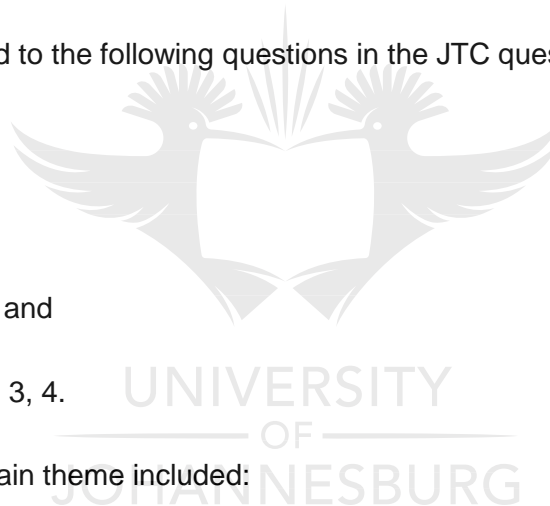 d to the following questions in the JTC ques
and
3, 4.
UNIVERSITY
OF
JOHANNESBURG
ain theme included: